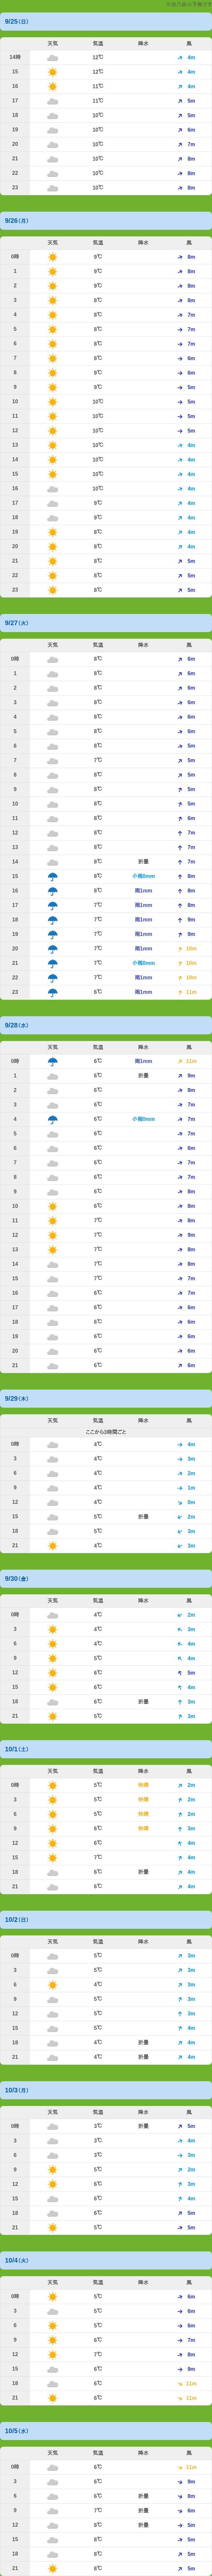 9/25(日)
天気 気温 降水 風
14時 12℃ 4m
15 12℃ 4m
16 11℃ 4m
17 11℃ 5m
18 10℃ 5m
19 10℃ 6m
20 10℃ 7m
21 10℃ 8m
22 10℃ 8m
23 10℃ 8m
9/26(月)
天気 気温 降水 風
0時 9℃ 8m
1 9℃ 8m
2 9℃ 8m
3 8℃ 8m
4 8℃ 7m
5 8℃ 7m
6 8℃ 7m
7 8℃ 6m
8 9℃ 6m
9 9℃ 5m
10 10℃ 5m
11 10℃ 5m
12 10℃ 5m
13 10℃ 4m
14 10℃ 4m
15 10℃ 4m
16 10℃ 4m
17 9℃ 4m
18 9℃ 4m
19 8℃ 4m
20 8℃ 4m
21 8℃ 5m
22 8℃ 5m
23 8℃ 5m
9/27(火)
天気 気温 降水 風
0時 8℃ 6m
1 8℃ 6m
2 8℃ 6m
3 8℃ 6m
4 8℃ 6m
5 8℃ 6m
6 8℃ 5m
7 7℃ 5m
8 8℃ 5m
9 8℃ 5m
10 8℃ 5m
11 8℃ 6m
12 8℃ 7m
13 8℃ 7m
14 8℃ 折畳 7m
15 8℃ 小雨0mm 8m
16 8℃ 雨1mm 8m
17 7℃ 雨1mm 8m
18 7℃ 雨1mm 9m
19 7℃ 雨1mm 9m
20 7℃ 雨1mm 10m
21 7℃ 小雨0mm 10m
22 7℃ 雨1mm 10m
23 6℃ 雨1mm 11m
9/28(水)
天気 気温 降水 風
0時 6℃ 雨1mm 11m
1 6℃ 折畳 9m
2 6℃ 8m
3 6℃ 7m
4 6℃ 小雨0mm 7m
5 6℃ 7m
6 6℃ 6m
7 6℃ 7m
8 6℃ 7m
9 6℃ 8m
10 6℃ 8m
11 7℃ 8m
12 7℃ 9m
13 7℃ 8m
14 7℃ 8m
15 7℃ 7m
16 6℃ 7m
17 6℃ 6m
18 6℃ 6m
19 6℃ 6m
20 6℃ 6m
21 6℃ 6m
9/29(木)
天気 気温 降水 風
ここから3時間ごと
0時 4℃ 4m
3 4℃ 3m
6 4℃ 2m
9 4℃ 1m
12 4℃ 0m
15 5℃ 折畳 2m
18 5℃ 3m
21 4℃ 3m
9/30(金)
天気 気温 降水 風
0時 4℃ 2m
3 4℃ 3m
6 4℃ 4m
9 5℃ 4m
12 6℃ 5m
15 6℃ 4m
18 6℃ 折畳 3m
21 5℃ 3m
10/1(土)
天気 気温 降水 風
0時 5℃ 快晴 2m
3 5℃ 快晴 2m
6 5℃ 快晴 2m
9 6℃ 快晴 3m
12 6℃ 4m
15 7℃ 4m
18 6℃ 折畳 4m
21 6℃ 4m
10/2(日)
天気 気温 降水 風
0時 5℃ 3m
3 5℃ 3m
6 4℃ 3m
9 5℃ 3m
12 5℃ 3m
15 5℃ 4m
18 4℃ 折畳 4m
21 4℃ 折畳 4m
10/3(月)
天気 気温 降水 風
0時 3℃ 折畳 5m
3 3℃ 4m
6 3℃ 3m
9 5℃ 2m
12 6℃ 3m
15 6℃ 4m
18 6℃ 5m
21 5℃ 5m
10/4(火)
天気 気温 降水 風
0時 5℃ 6m
3 5℃ 6m
6 5℃ 6m
9 6℃ 7m
12 7℃ 8m
15 6℃ 9m
18 6℃ 11m
21 6℃ 11m
10/5(水)
天気 気温 降水 風
0時 6℃ 11m
3 6℃ 9m
6 6℃ 折畳 8m
9 7℃ 折畳 6m
12 8℃ 折畳 5m
15 8℃ 5m
18 8℃ 5m
21 8℃ 5m